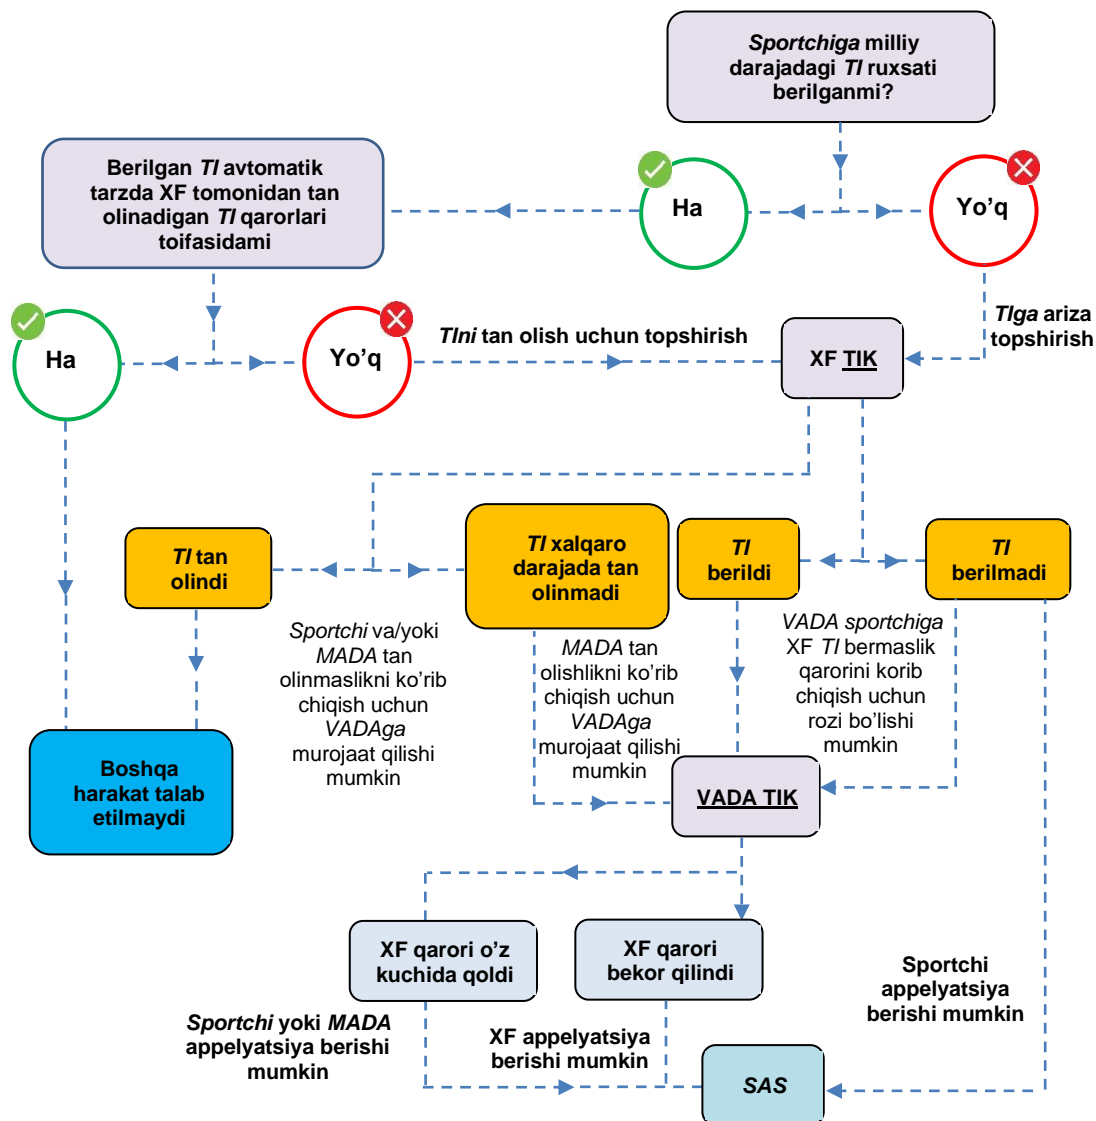 Sportchiga milliy
darajadagi TI ruxsati
berilganmi?
Berilgan TI avtomatik
tarzda XF tomonidan tan
olinadigan TI qarorlari
toifasidami
Ha
Yo’q
Ha
Yo’q
TIni tan olish uchun topshirish
TIga ariza
topshirish
XF TIK
TI tan
olindi
TI xalqaro
darajada tan
olinmadi
TI
berildi
TI
berilmadi
Sportchi va/yoki
MADA tan
olinmaslikni ko’rib
chiqish uchun
VADAga
murojaat qilishi
mumkin
MADA tan
olishlikni ko’rib
chiqish uchun
VADAga
murojaat qilishi
mumkin
VADA sportchiga
XF TI bermaslik
qarorini korib
chiqish uchun
rozi bo’lishi
mumkin
Boshqa
harakat talab
etilmaydi
VADA TIK
XF qarori o’z
kuchida qoldi
XF qarori
bekor qilindi
Sportchi
appelyatsiya
berishi mumkin
Sportchi yoki MADA
appelyatsiya berishi
mumkin
XF appelyatsiya
berishi mumkin
SAS